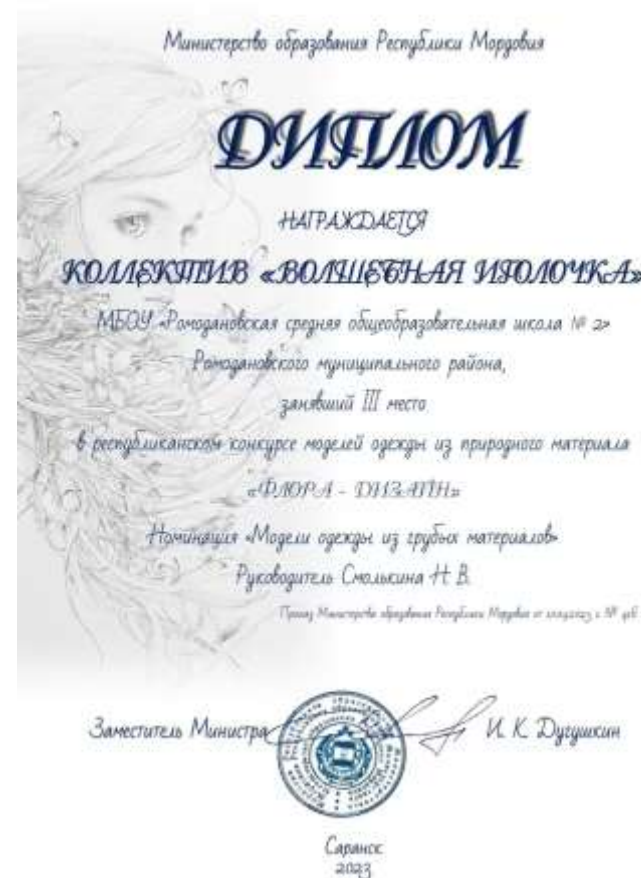 Министерство образования Республики Мордовия
ДИПЛОМ
НАГРАЖДАЕТСЯ
КОЛЛЕКТИВ «ВОЛШЕБНАЯ ИГОЛОЧКА»
МБОУ «Ромодановская средняя общеобразовательная школа № 2»
Ромодановского муниципального района,
занявший III место
в республиканском конкурсе моделей одежды из природного материала
«ФЛОРА - ДИЗАЙН»
Номинация «Модели одежды из грубых материалов»
Руководитель Смолькина Н. В.
Приказ Министерства образования Республики Мордовия от
Заместитель Министра И. К. Дугушкин
Саранск
2023